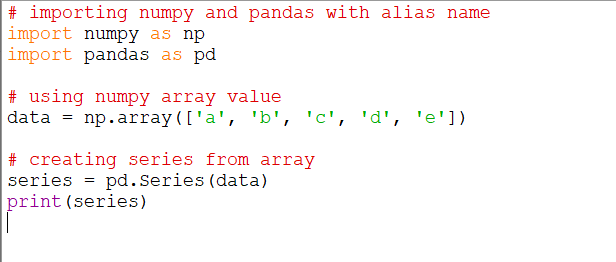 # importing numpy and pandas with alias name
import numpy as np
import pandas as pd
# using numpy array value
data = np.array(['a', 'b', 'c', 'd', 'e'])
# creating series from array
series = pd.Series(data)
print(series)